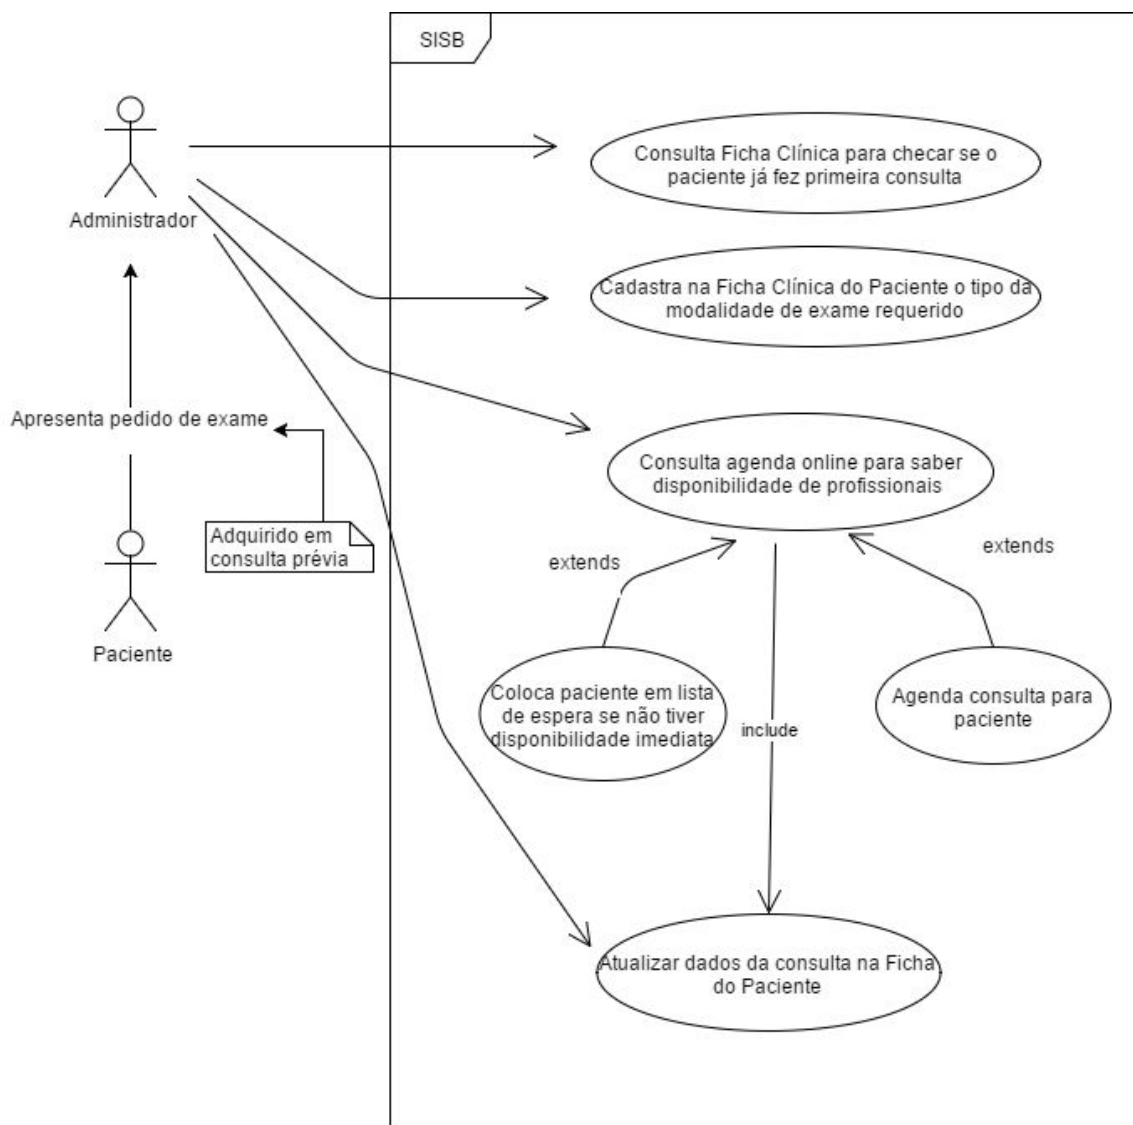 SISB
Consulta Ficha Clínica para checar se o
paciente já fez primeira consulta
Administrador
Cadastra na Ficha Clínica do Paciente o tipo da
modalidade de exame requerido
Apresenta pedido de exame
Consulta agenda online para saber
disponibilidade de profissionais
Adquirido em
consulta prévia
extends
extends
Paciente
Coloca paciente em lista
de espera se não tiver
disponibilidade imediata
include
Agenda consulta para
paciente
Atualizar dados da consulta na Ficha
do Paciente